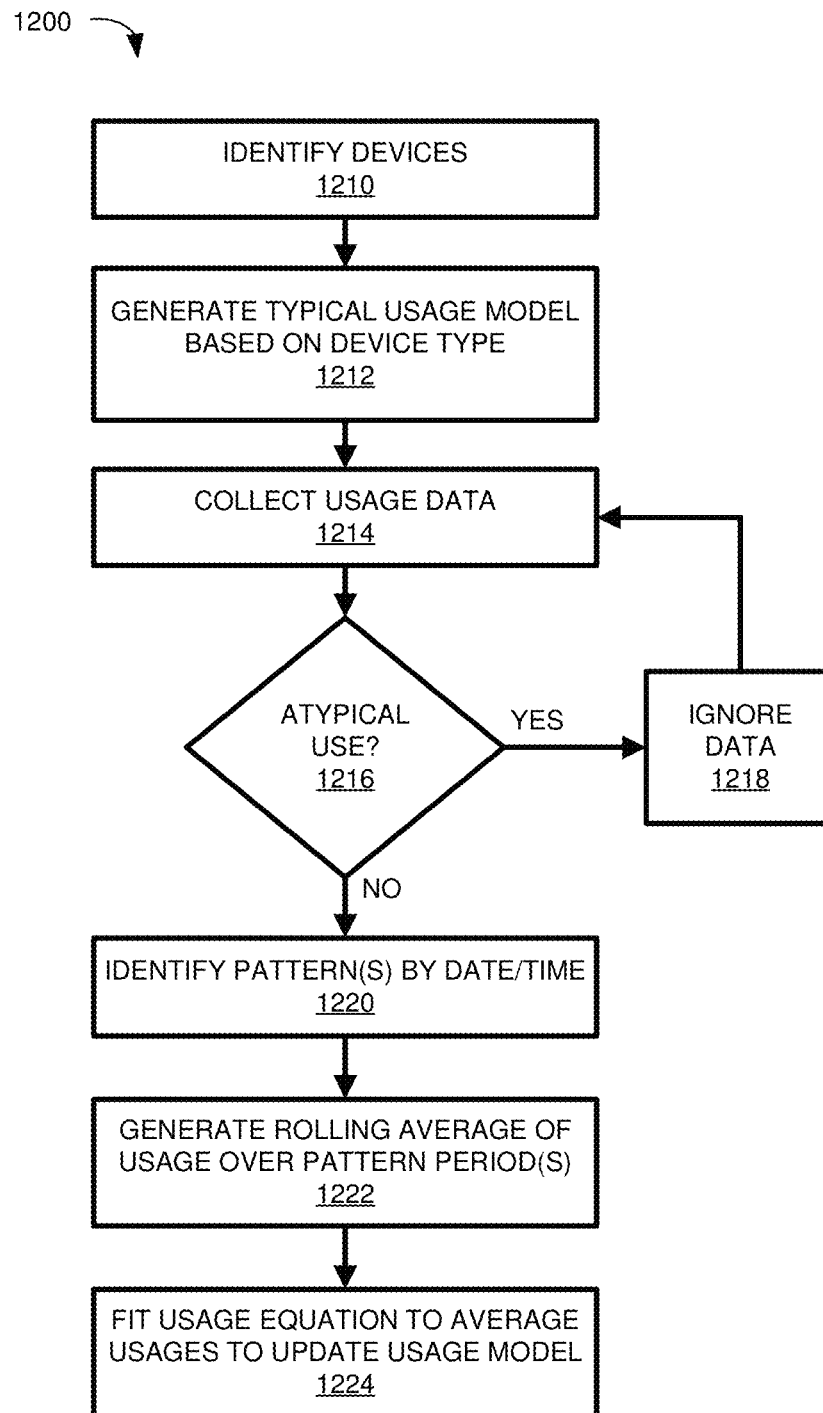 1200
IDENTIFY DEVICES
1210
GENERATE TYPICAL USAGE MODEL
BASED ON DEVICE TYPE
1212
COLLECT USAGE DATA
1214
ATYPICAL
USE?
1216
YES
IGNORE
DATA
1218
NO
IDENTIFY PATTERN(S) BY DATE/TIME
1220
GENERATE ROLLING AVERAGE OF
USAGE OVER PATTERN PERIOD(S)
1222
FIT USAGE EQUATION TO AVERAGE
USAGES TO UPDATE USAGE MODEL
1224